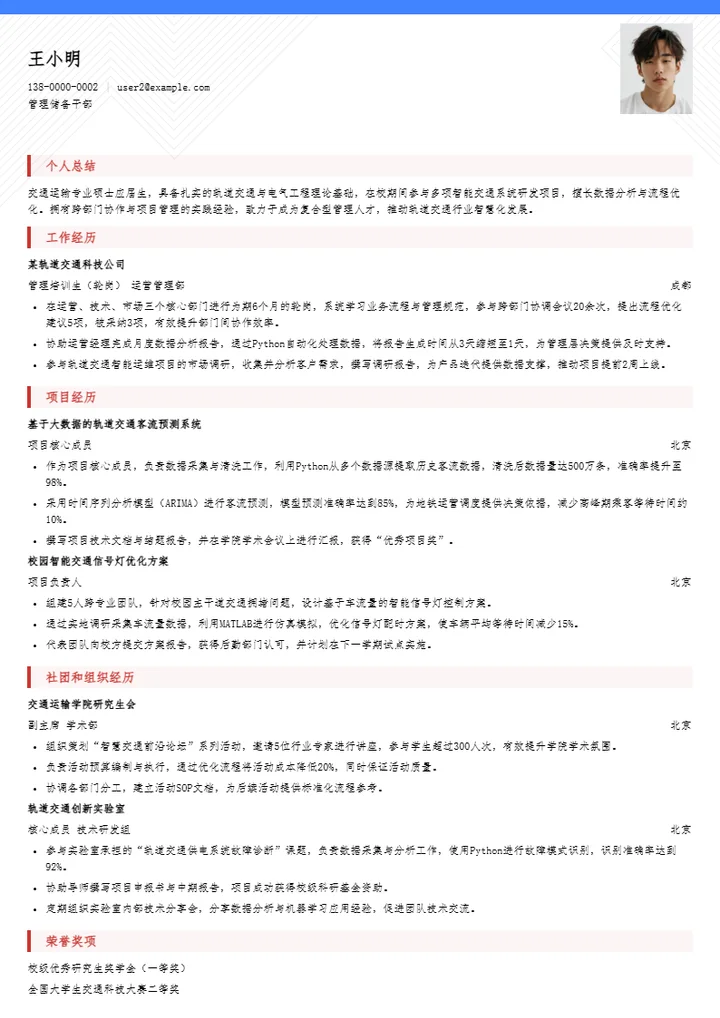 王小明
138-0000-0002 | user2@example.com
管理储备干部
个人总结
交通运输专业硕士应届生，具备扎实的轨道交通与电气工程理论基础，在校期间参与多项智能交通系统研发项目，擅长数据分析与流程优
化。拥有跨部门协作与项目管理的实践经验，致力于成为复合型管理人才，推动轨道交通行业智慧化发展。
工作经历
某轨道交通科技公司
管理培训生（轮岗） 运营管理部
成都
• 在运营、技术、市场三个核心部门进行为期6个月的轮岗，系统学习业务流程与管理规范，参与跨部门协调会议20余次，提出流程优化
建议5项，被采纳3项，有效提升部门间协作效率。
• 协助运营经理完成月度数据分析报告，通过Python自动化处理数据，将报告生成时间从3天缩短至1天，为管理层决策提供及时支持。
• 参与轨道交通智能运维项目的市场调研，收集并分析客户需求，撰写调研报告，为产品迭代提供数据支撑，推动项目提前2周上线。
项目经历
基于大数据的轨道交通客流预测系统
项目核心成员
北京
• 作为项目核心成员，负责数据采集与清洗工作，利用Python从多个数据源提取历史客流数据，清洗后数据量达500万条，准确率提升至
98%。
• 采用时间序列分析模型（ARIMA）进行客流预测，模型预测准确率达到85%，为地铁运营调度提供决策依据，减少高峰期乘客等待时间约
10%。
• 撰写项目技术文档与结题报告，并在学院学术会议上进行汇报，获得“优秀项目奖”。
校园智能交通信号灯优化方案
项目负责人
北京
• 组建5人跨专业团队，针对校园主干道交通拥堵问题，设计基于车流量的智能信号灯控制方案。
• 通过实地调研采集车流量数据，利用MATLAB进行仿真模拟，优化信号灯配时方案，使车辆平均等待时间减少15%。
• 代表团队向校方提交方案报告，获得后勤部门认可，并计划在下一学期试点实施。
社团和组织经历
交通运输学院研究生会
副主席 学术部
北京
• 组织策划“智慧交通前沿论坛”系列活动，邀请5位行业专家进行讲座，参与学生超过300人次，有效提升学院学术氛围。
• 负责活动预算编制与执行，通过优化流程将活动成本降低20%，同时保证活动质量。
• 协调各部门分工，建立活动SOP文档，为后续活动提供标准化流程参考。
轨道交通创新实验室
核心成员 技术研发组
北京
• 参与实验室承担的“轨道交通供电系统故障诊断”课题，负责数据采集与分析工作，使用Python进行故障模式识别，识别准确率达到
92%。
• 协助导师撰写项目申报书与中期报告，项目成功获得校级科研基金资助。
• 定期组织实验室内部技术分享会，分享数据分析与机器学习应用经验，促进团队技术交流。
荣誉奖项
校级优秀研究生奖学金（一等奖）
全国大学生交通科技大赛二等奖